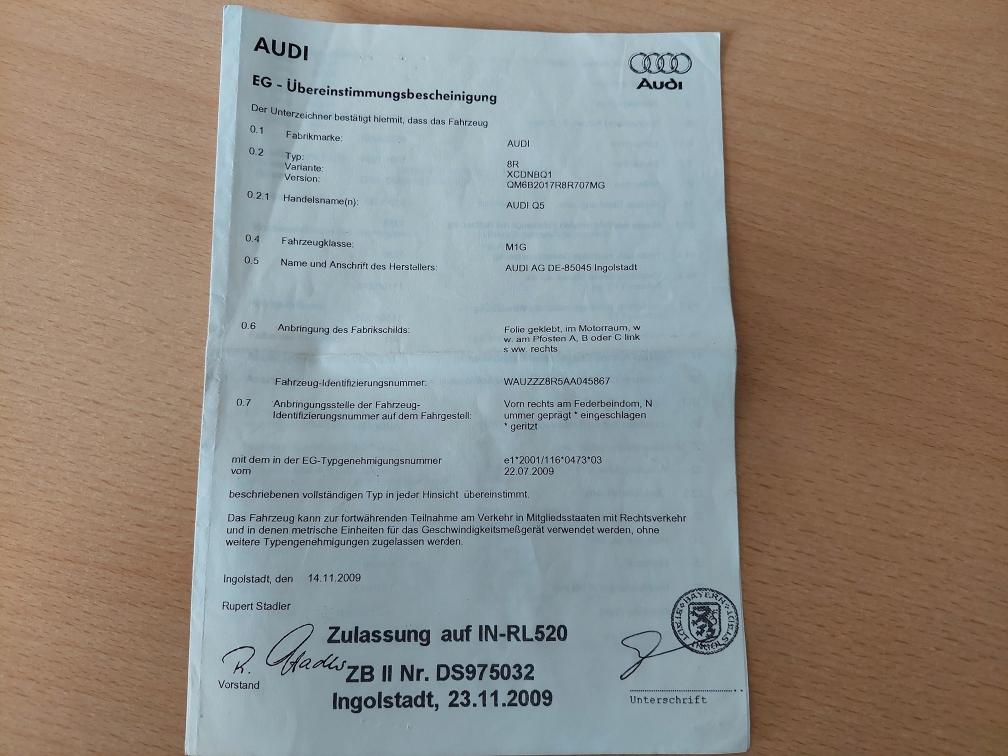 AUDI
Audi
EG - Übereinstimmungsbescheinigung
Der Unterzeichner bestätigt hiermit, dass das Fahrzeug
0.1 Fabrikmarke: AUDI
0.2 Typ: 8R
Variante: XCDNBQ1
Version: QM6B2017R8R707MG
0.2.1 Handelsname(n): AUDI Q5
0.4 Fahrzeugklasse: M1G
0.5 Name und Anschrift des Herstellers: AUDI AG DE-85045 Ingolstadt
0.6 Anbringung des Fabrikschilds: Folie geklebt, im Motorraum, w
w. am Pfosten A, B oder C link
s ww. rechts
Fahrzeug-Identifizierungsnummer: WAUZZZ8R5AA045867
0.7 Anbringungsstelle der Fahrzeug- Vorn rechts am Federbeindom, N
Identifizierungsnummer auf dem Fahrgestell: ummer geprägt * eingeschlagen
* geritzt
mit dem in der EG-Typgenehmigungsnummer e1*2001/116*0473*03
vom 22.07.2009
beschriebenen vollständigen Typ in jeder Hinsicht übereinstimmt.
Das Fahrzeug kann zur fortwährenden Teilnahme am Verkehr in Mitgliedsstaaten mit Rechtsverkehr
und in denen metrische Einheiten für das Geschwindigkeitsmeßgerät verwendet werden, ohne
weitere Typengenehmigungen zugelassen werden.
Ingolstadt, den 14.11.2009
Rupert Stadler
Zulassung auf IN-RL520
R. Stadler
ZB II Nr. DS975032
Vorstand
Ingolstadt, 23.11.2009
BAYERN
INGOLSTADT
Unterschrift